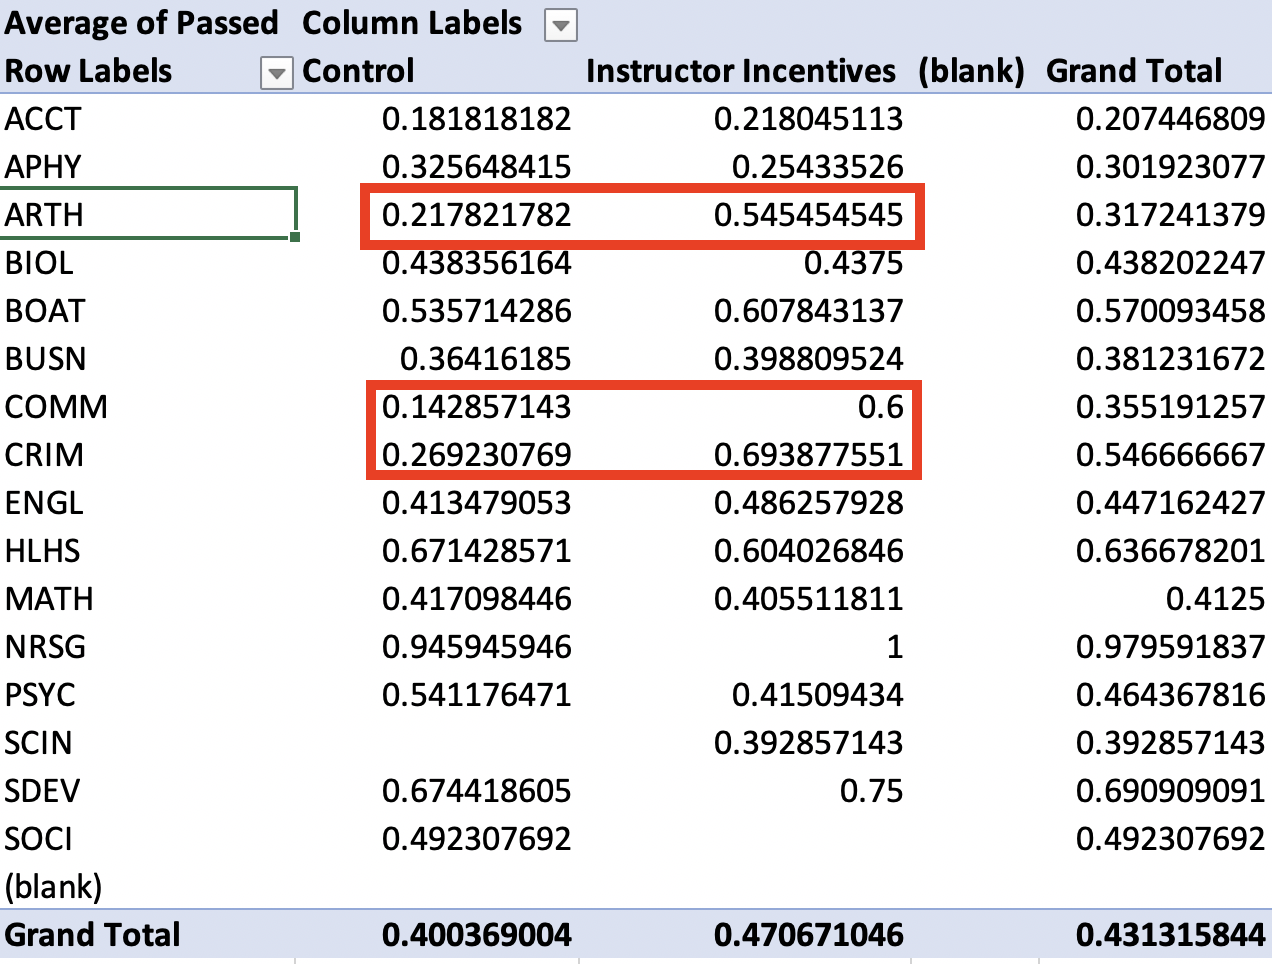 Average of Passed Column Labels
Row Labels Control Instructor Incentives (blank) Grand Total
ACCT 0.181818182 0.218045113 0.207446809
APHY 0.325648415 0.25433526 0.301923077
ARTH 0.217821782 0.545454545 0.317241379
BIOL 0.438356164 0.4375 0.438202247
BOAT 0.535714286 0.607843137 0.570093458
BUSN 0.36416185 0.398809524 0.381231672
COMM 0.142857143 0.6 0.355191257
CRIM 0.269230769 0.693877551 0.546666667
ENGL 0.413479053 0.486257928 0.447162427
HLHS 0.671428571 0.604026846 0.636678201
MATH 0.417098446 0.405511811 0.4125
NRSG 0.945945946 1 0.979591837
PSYC 0.541176471 0.41509434 0.464367816
SCIN 0.392857143 0.392857143
SDEV 0.674418605 0.75 0.690909091
SOCI 0.492307692 0.492307692
(blank)
Grand Total 0.400369004 0.470671046 0.431315844